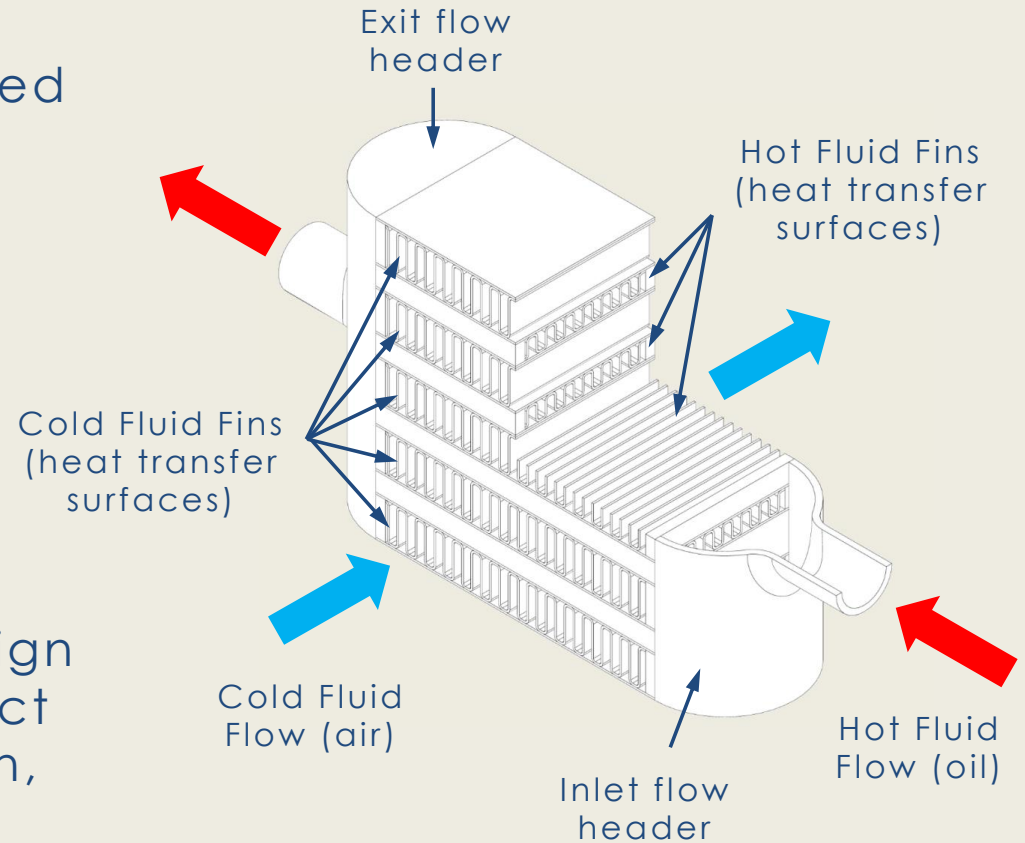 Exit flow
header
ed
Hot Fluid Fins
(heat transfer
surfaces)
Cold Fluid Fins
(heat transfer
surfaces)
ign
ct
n,
Cold Fluid
Flow (air)
Hot Fluid
Flow (oil)
Inlet flow
header